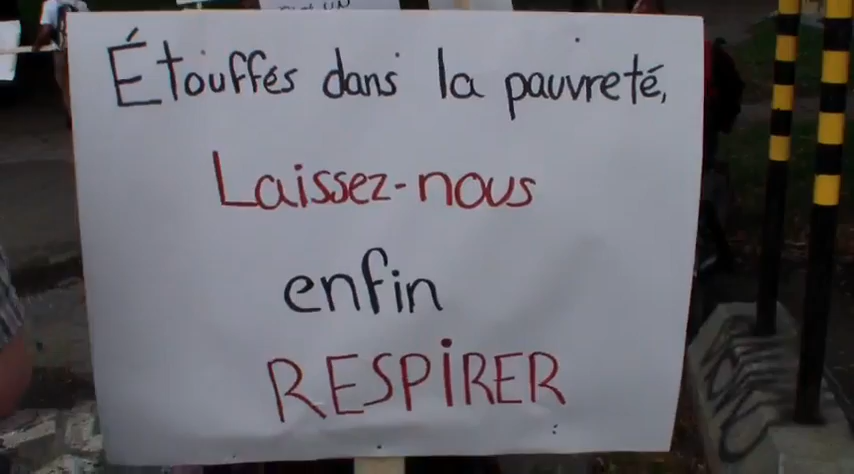 Étouffés dans la pauvreté,
Laissez-nous
enfin
RESPIRER